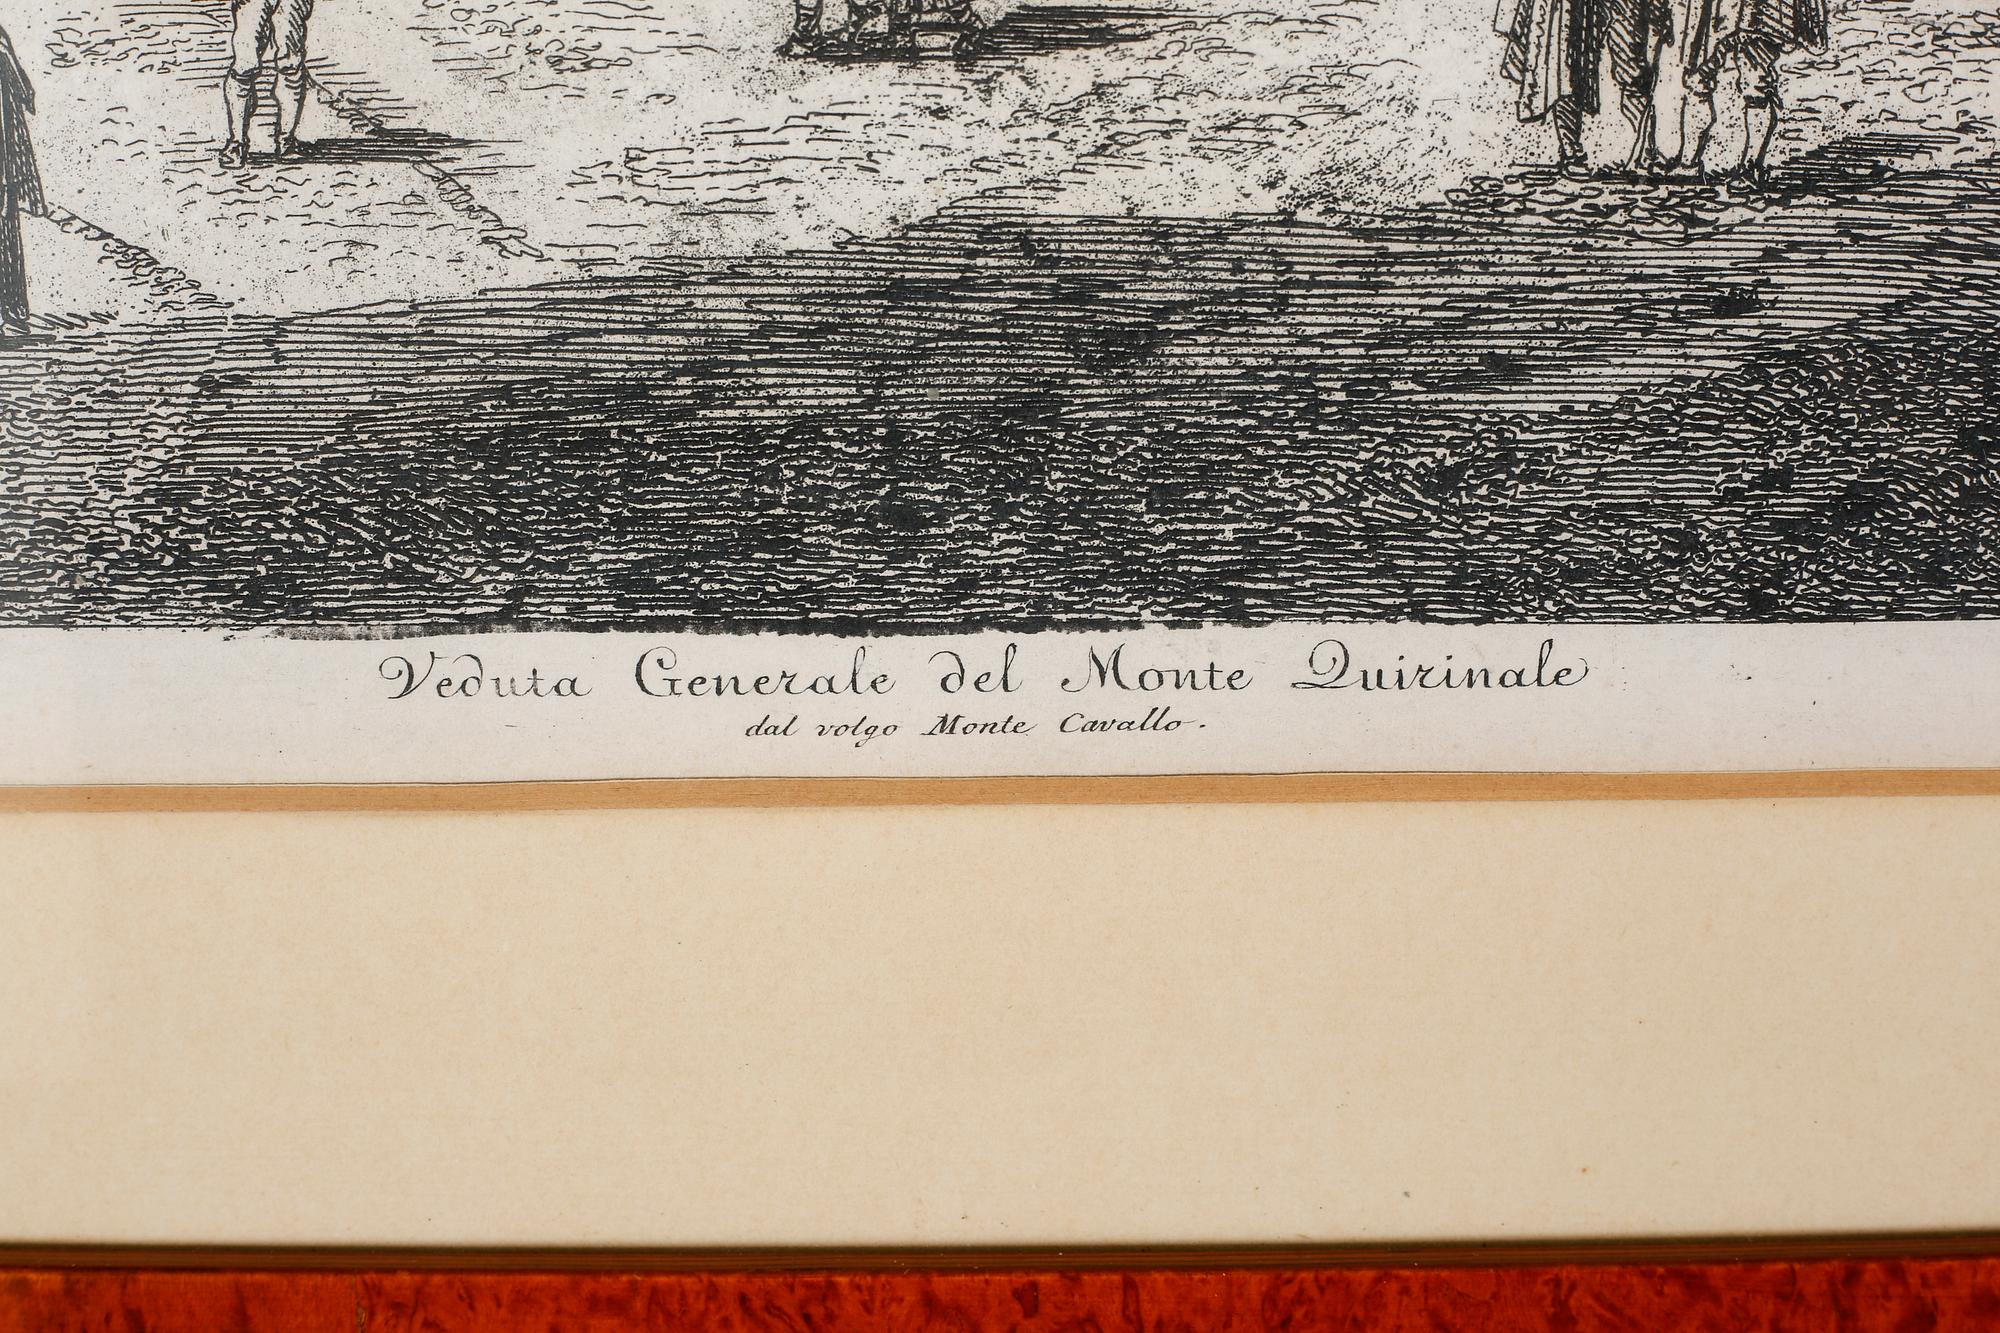 Veduta Generale del Monte Quirinale
dal volgo Monte Cavallo.